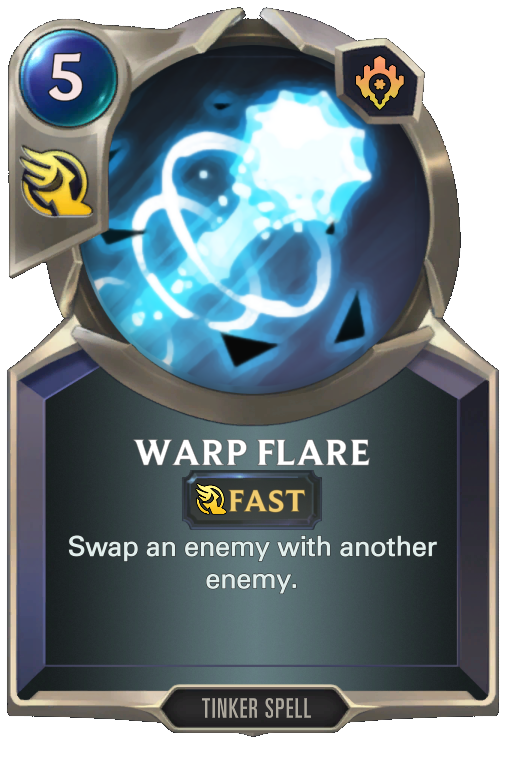 5
WARP FLARE
FAST
Swap an enemy with another
enemy.
TINKER SPELL